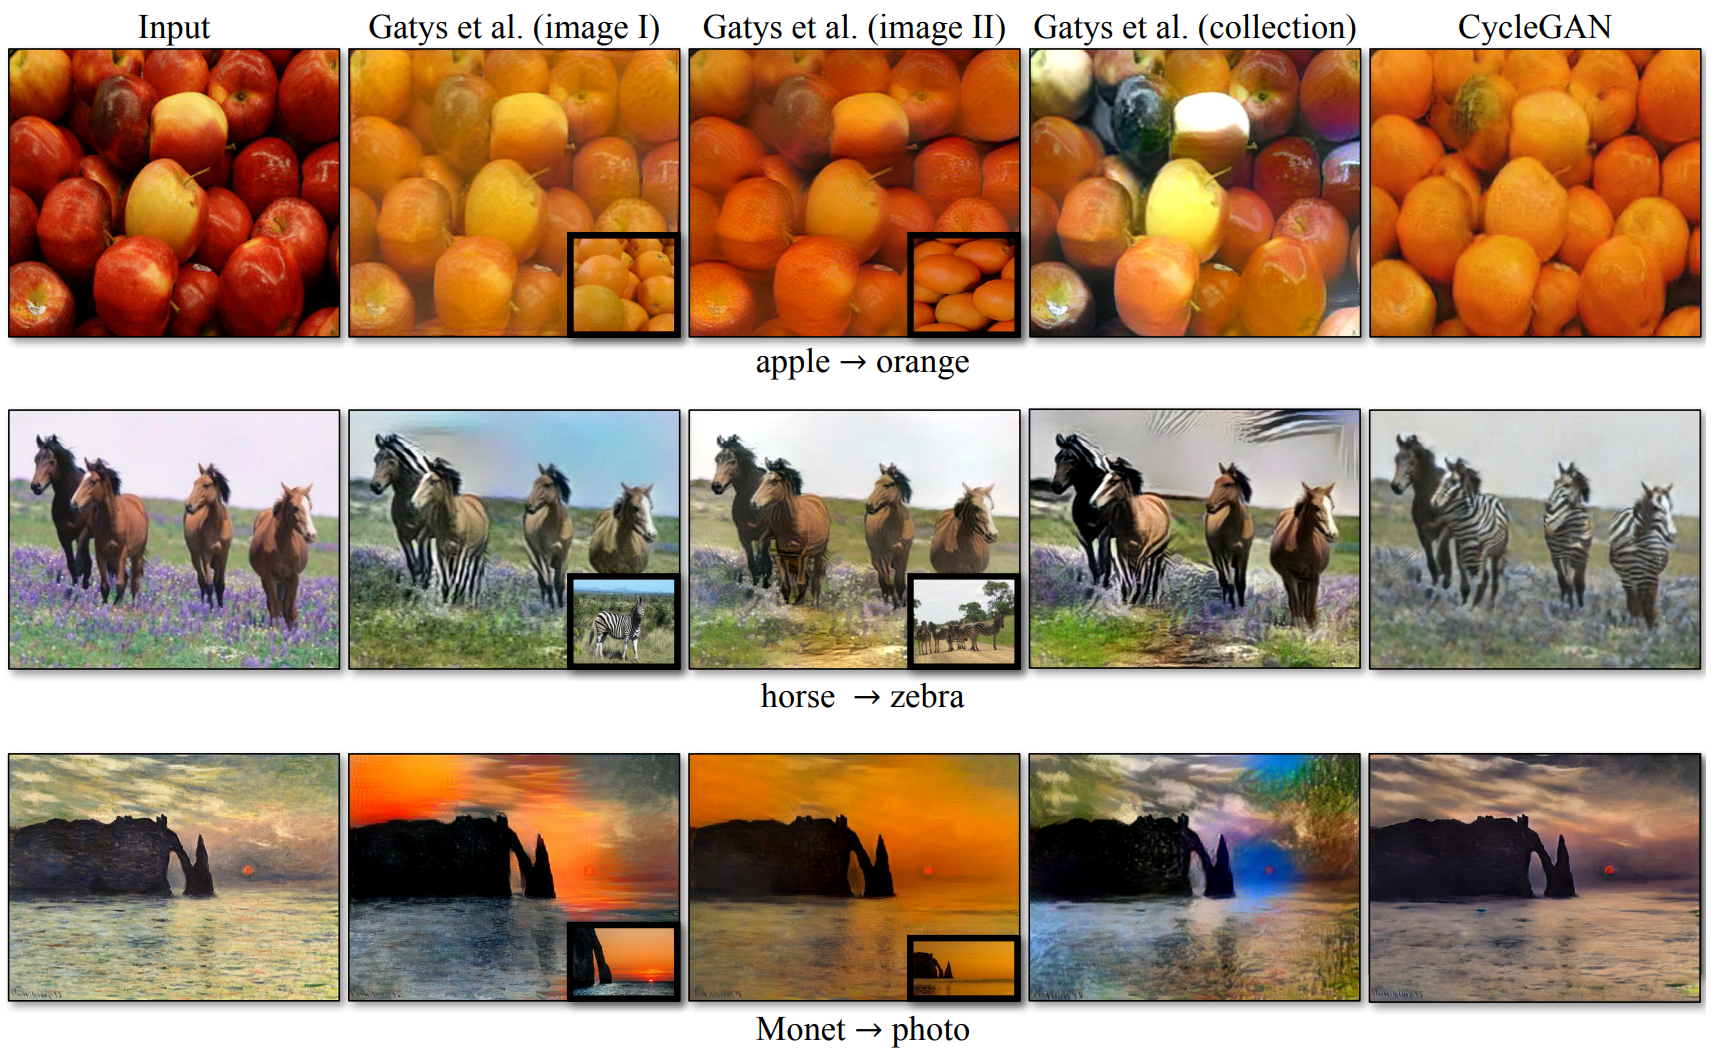 Input
Gatys et al. (image I)
Gatys et al. (image II)
Gatys et al. (collection)
CycleGAN
apple → orange
horse → zebra
Monet → photo